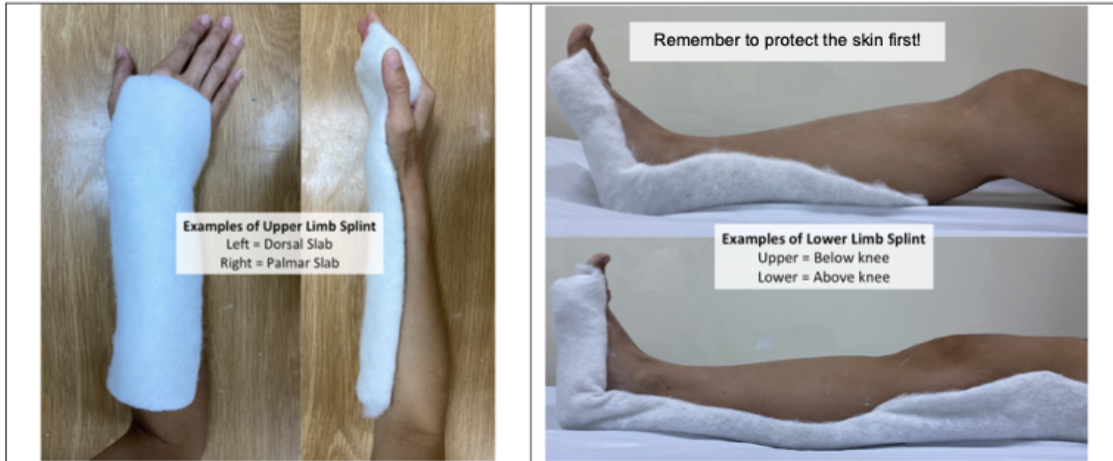 Examples of Upper Limb Splint
Left = Dorsal Slab
Right = Palmar Slab
Remember to protect the skin first!
Examples of Lower Limb Splint
Upper = Below knee
Lower = Above knee